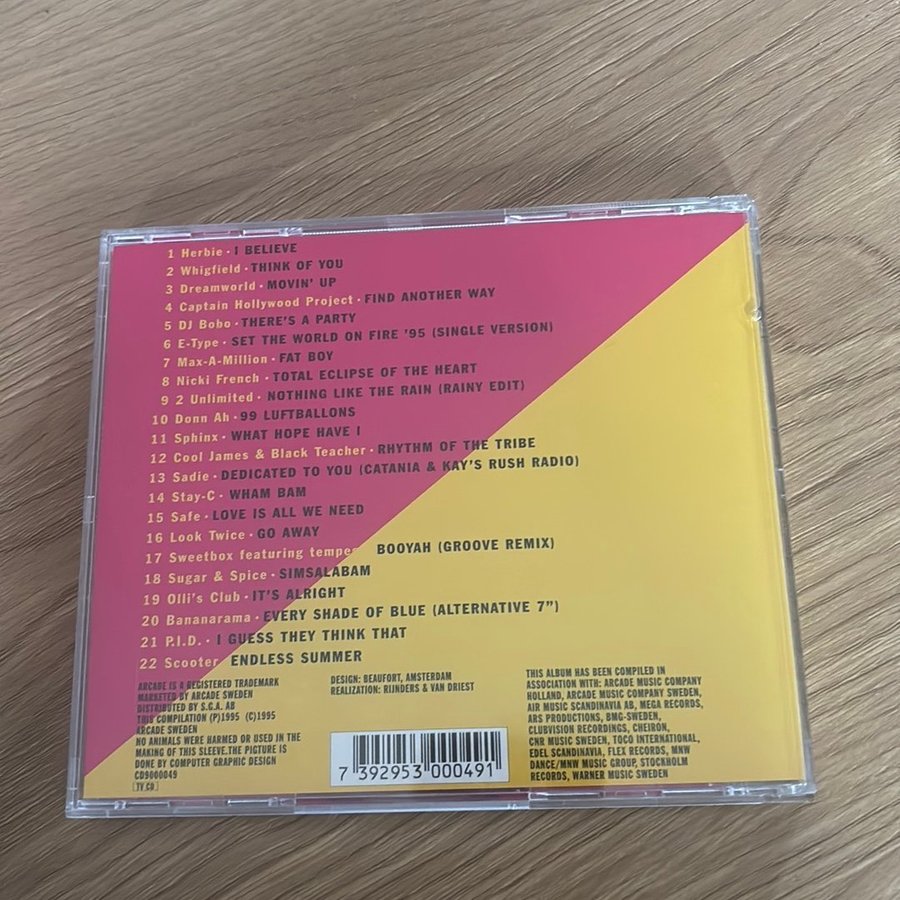 1 Herbie · I BELIEVE
2 Whigfield · THINK OF YOU
3 Dreamworld · MOVIN' UP
4 Captain Hollywood Project · FIND ANOTHER WAY
5 DJ Bobo · THERE'S A PARTY
6 E-Type · SET THE WORLD ON FIRE '95 (SINGLE VERSION)
7 Max-A-Million · FAT BOY
8 Nicki French · TOTAL ECLIPSE OF THE HEART
9 2 Unlimited · NOTHING LIKE THE RAIN (RAINY EDIT)
10 Donn Ah · 99 LUFTBALLONS
11 Sphinx · WHAT HOPE HAVE I
12 Cool James & Black Teacher · RHYTHM OF THE TRIBE
13 Sadie · DEDICATED TO YOU (CATANIA & KAY'S RUSH RADIO)
14 Stay-C · WHAM BAM
15 Safe · LOVE IS ALL WE NEED
16 Look Twice · GO AWAY
17 Sweetbox featuring tempes BOOYAH (GROOVE REMIX)
18 Sugar & Spice · SIMSALABAM
19 Olli's Club · IT'S ALRIGHT
20 Bananarama · EVERY SHADE OF BLUE (ALTERNATIVE 7")
21 P.I.D. · I GUESS THEY THINK THAT
22 Scooter ENDLESS SUMMER
ARCADE IS A REGISTERED TRADEMARK
MARKETED BY ARCADE SWEDEN
DISTRIBUTED BY S.G.A. AB
THIS COMPILATION (P)1995 (C)1995
ARCADE SWEDEN
NO ANIMALS WERE HARMED OR USED IN THE
MAKING OF THIS SLEEVE.THE PICTURE IS
DONE BY COMPUTER GRAPHIC DESIGN
CD9000049
TV CD
DESIGN: BEAUFORT, AMSTERDAM
REALIZATION: RIJNDERS & VAN DRIEST
7 392953 000491
THIS ALBUM HAS BEEN COMPILED IN
ASSOCIATION WITH: ARCADE MUSIC COMPANY
HOLLAND, ARCADE MUSIC COMPANY SWEDEN,
AIR MUSIC SCANDINAVIA AB, MEGA RECORDS,
ARS PRODUCTIONS, BMG-SWEDEN,
CLUBVISION RECORDINGS, CHEIRON,
CNR MUSIC SWEDEN, TOCO INTERNATIONAL,
EDEL SCANDINAVIA, FLEX RECORDS, MNW
DANCE/MNW MUSIC GROUP, STOCKHOLM
RECORDS, WARNER MUSIC SWEDEN